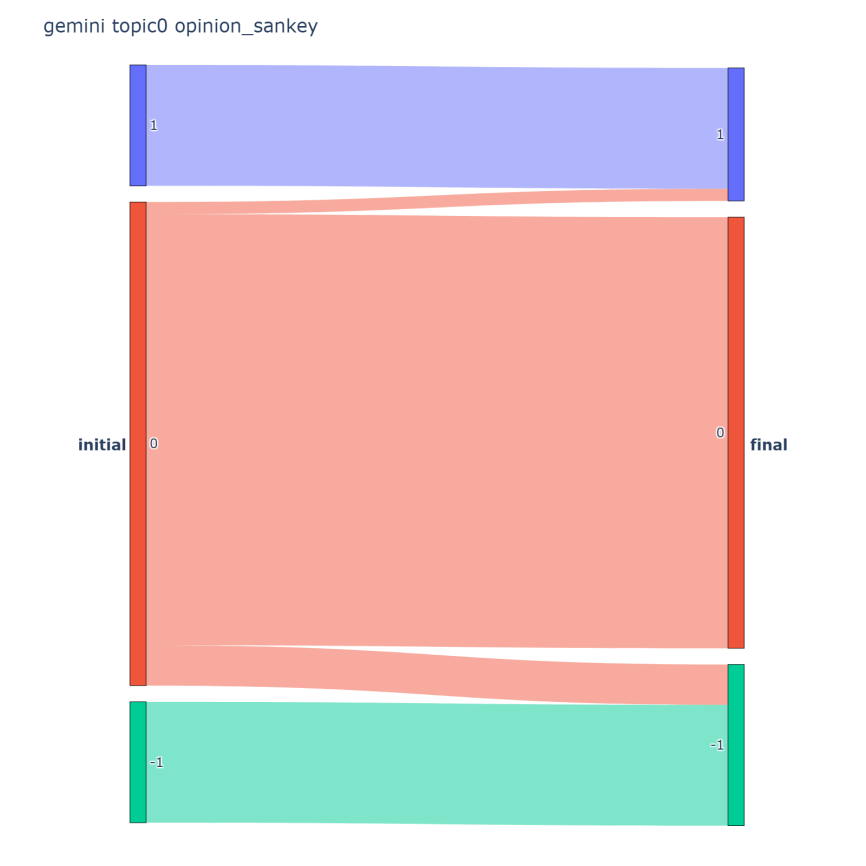 gemini topic0 opinion_sankey
1
1
0
0
initial
final
-1
-1